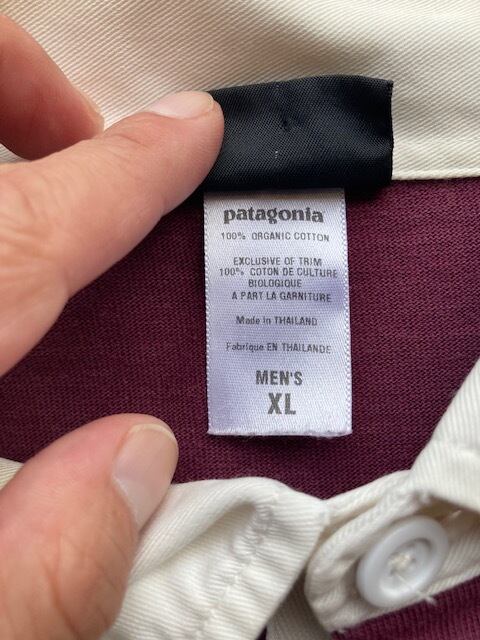 patagonia
100% ORGANIC COTTON
EXCLUSIVE OF TRIM
100% COTON DE CULTURE
BIOLOGIQUE
A PART LA GARNITURE
Made in THAILAND
Fabriqué EN THAILANDE
MEN'S
XL